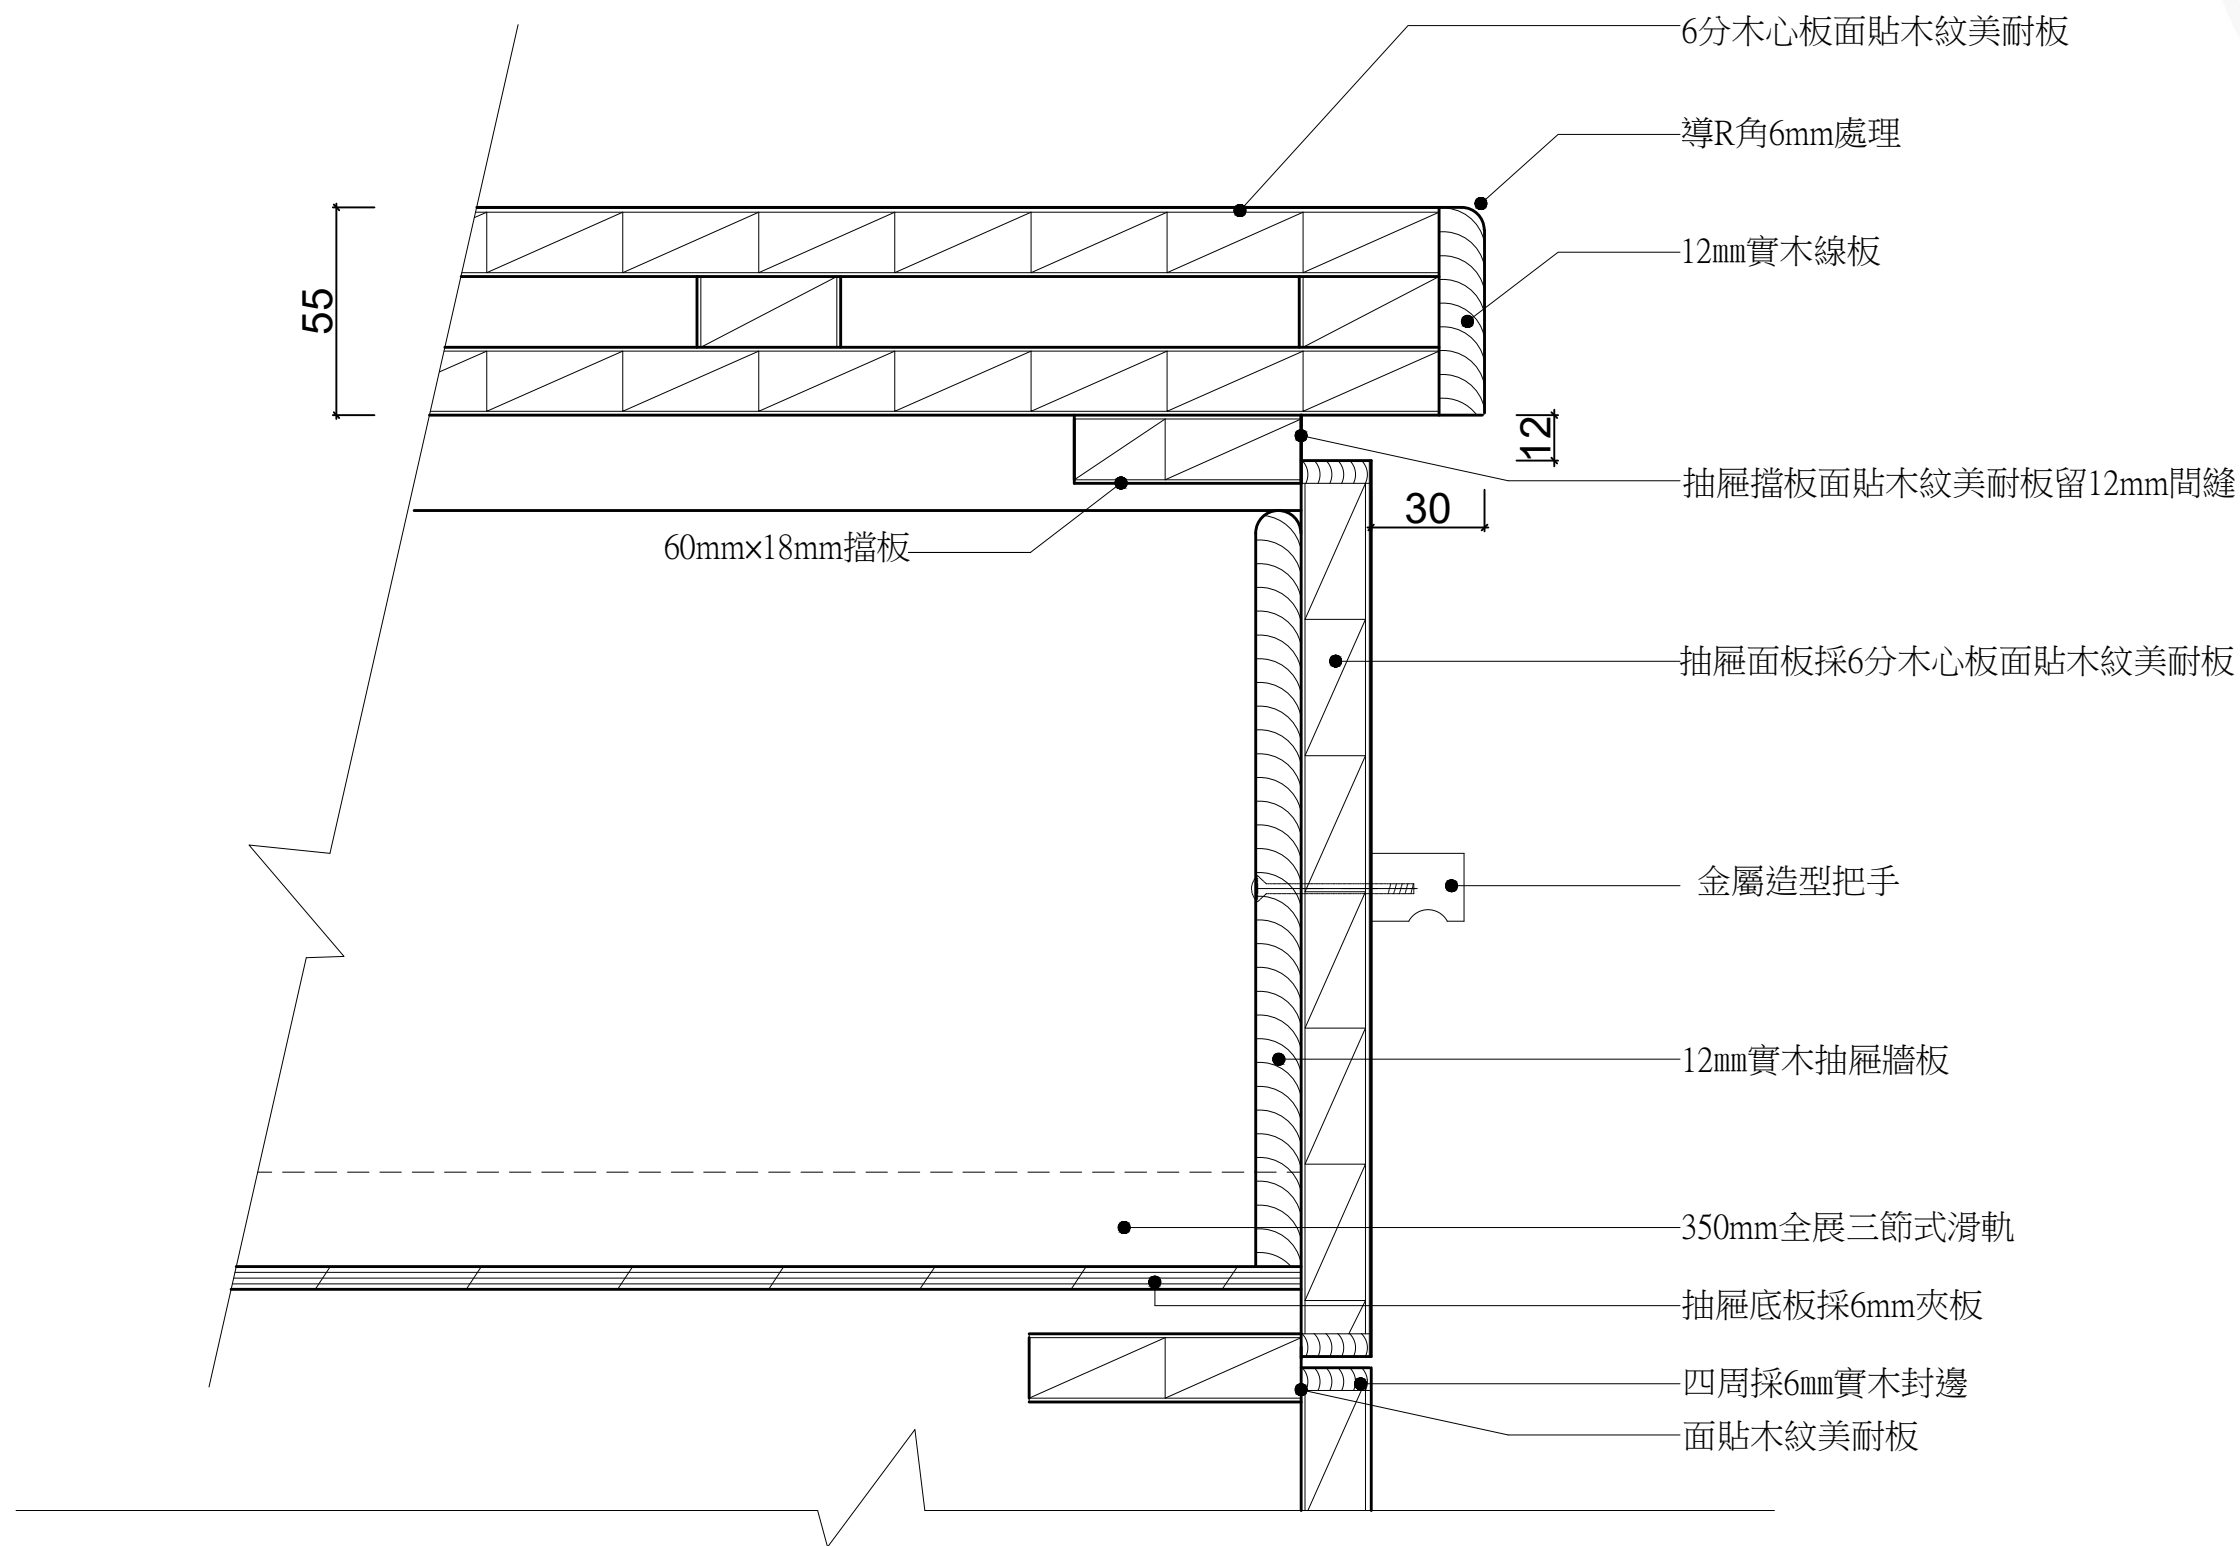 6分木心板面貼木紋美耐板
導R角6mm處理
12mm實木線板
55
12
抽屜擋板面貼木紋美耐板留12mm間縫
30
60mm×18mm擋板
抽屜面板採6分木心板面貼木紋美耐板
金屬造型把手
12mm實木抽屜牆板
350mm全展三節式滑軌
抽屜底板採6mm夾板
四周採6mm實木封邊
面貼木紋美耐板